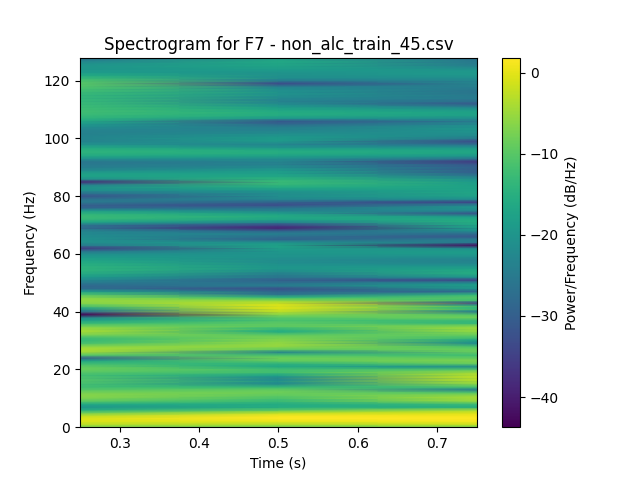 Spectrogram for F7 - non_alc_train_45.csv
120
100
80
60
40
20
0
Frequency (Hz)
0.3 0.4 0.5 0.6 0.7
Time (s)
0
−10
−20
−30
−40
Power/Frequency (dB/Hz)